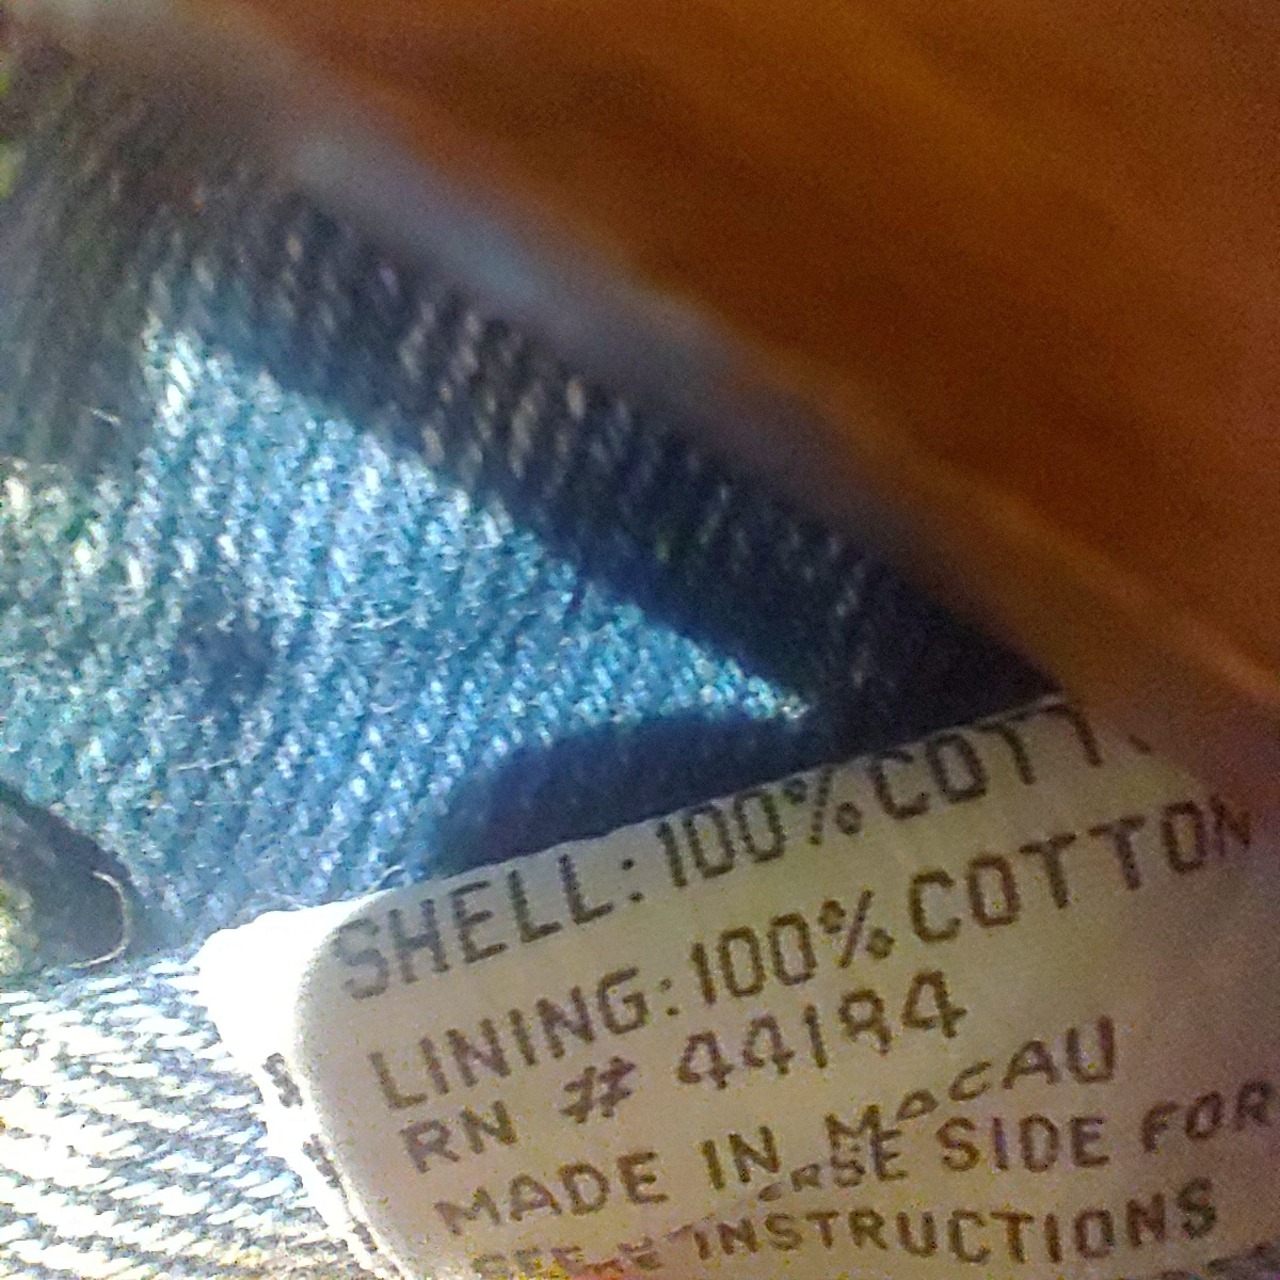 SHELL: 100% COTT
LINING: 100% COTTON
RN # 44194
MADE IN MACAU
SIDE FOR
INSTRUCTIONS